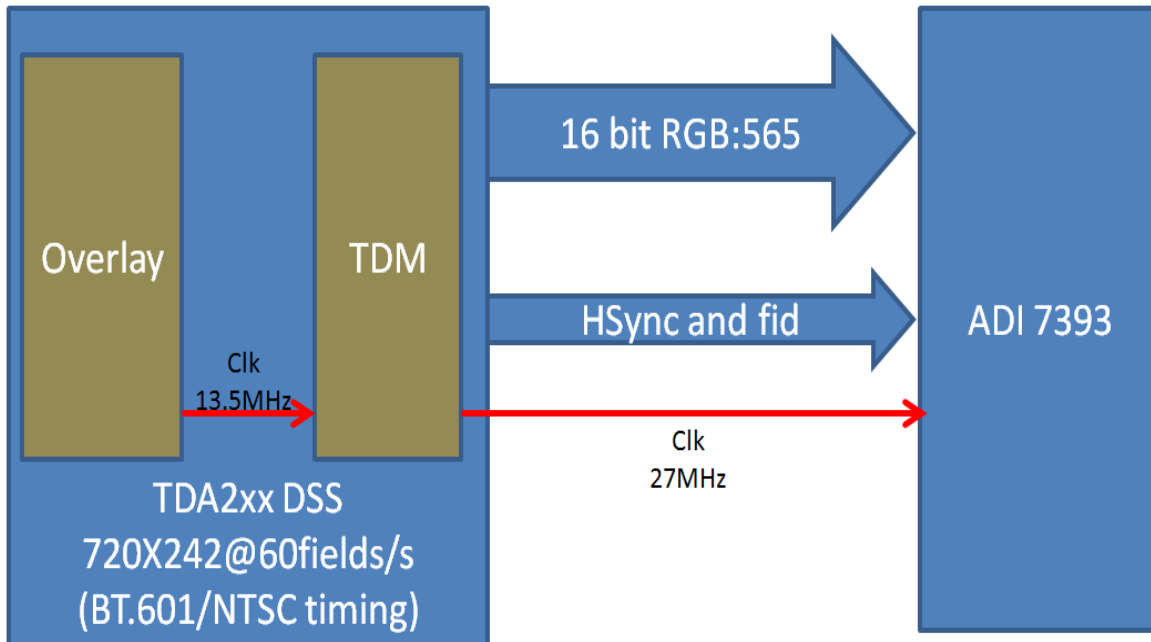 16 bit RGB:565
Overlay
TDM
HSync and fid
ADI 7393
Clk
13.5MHz
Clk
27MHz
TDA2xx DSS
720X242@60fields/s
(BT.601/NTSC timing)